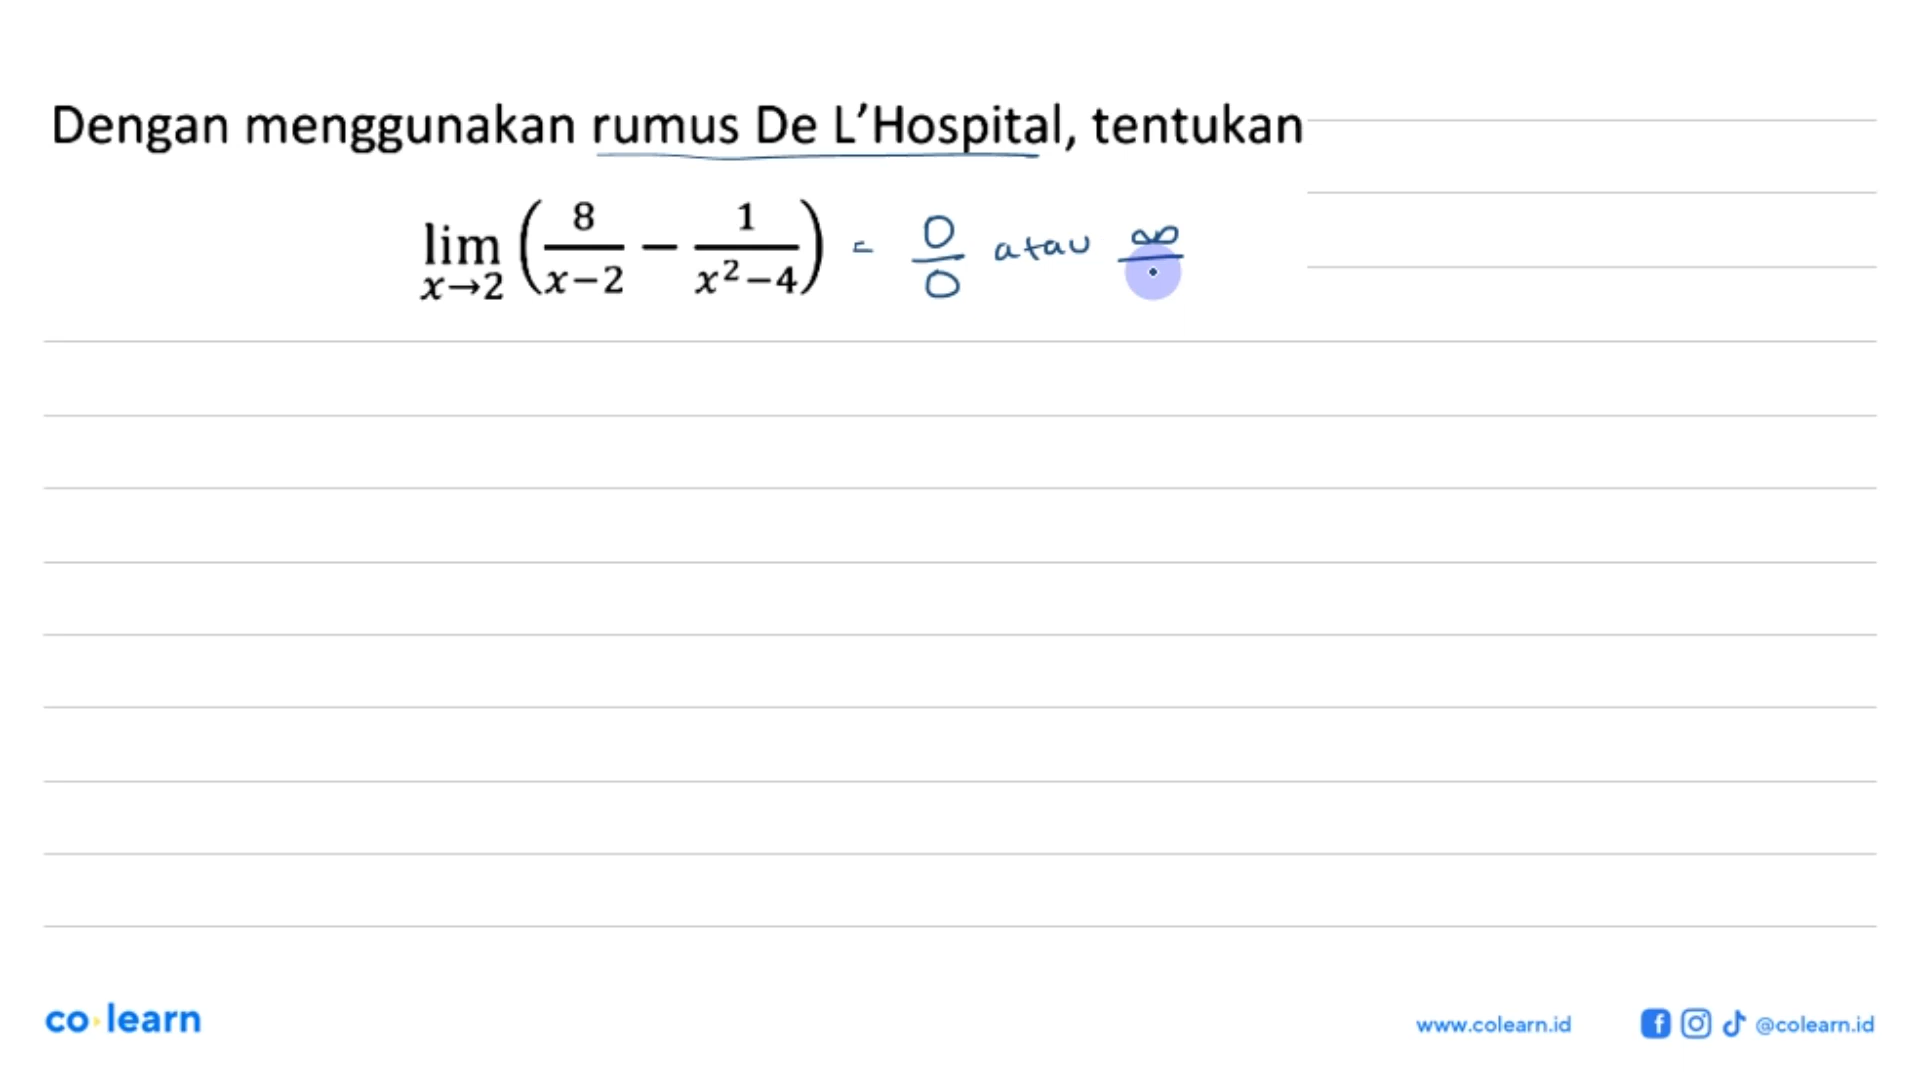 Dengan menggunakan rumus De L'Hospital, tentukan
lim x→2 (8/(x−2) − 1/(x²−4)) = 0/0 atau ∞/
co learn
www.colearn.id @colearn.id